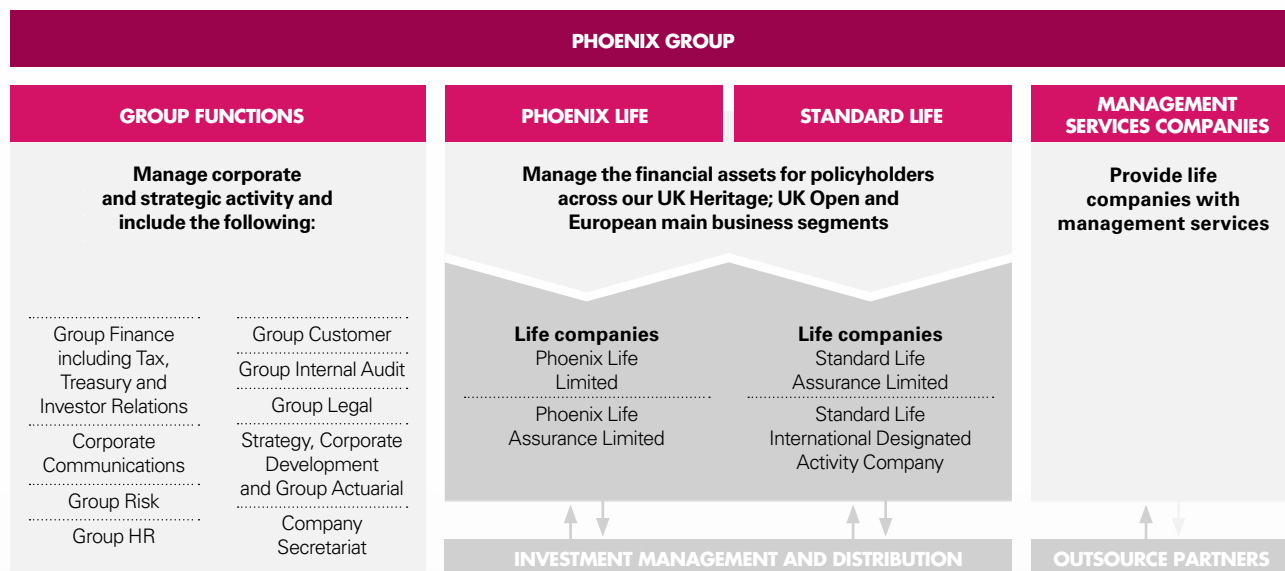 PHOENIX GROUP
GROUP FUNCTIONS
Manage corporate
and strategic activity and
include the following:
Group Finance
including Tax,
Treasury and
Investor Relations
Corporate
Communications
Group Risk
Group HR
Group Customer
Group Internal Audit
Group Legal
Strategy, Corporate
Development
and Group Actuarial
Company
Secretariat
PHOENIX LIFE
STANDARD LIFE
Manage the financial assets for policyholders
across our UK Heritage; UK Open and
European main business segments
Life companies
Phoenix Life
Limited
Phoenix Life
Assurance Limited
Life companies
Standard Life
Assurance Limited
Standard Life
International Designated
Activity Company
INVESTMENT MANAGEMENT AND DISTRIBUTION
MANAGEMENT
SERVICES COMPANIES
Provide life
companies with
management services
OUTSOURCE PARTNERS